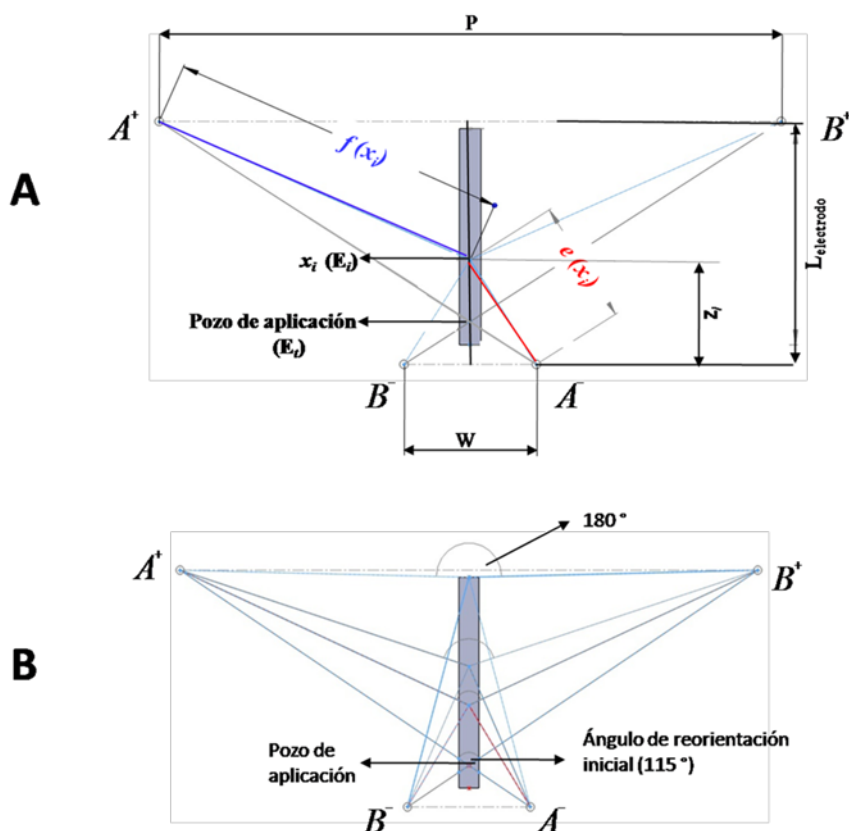 A
P
A⁺
B⁺
f (xᵢ)
e (xᵢ)
Lelectrodo
xᵢ (Eᵢ)
zᵢ
Pozo de aplicación
(Eₜ)
B⁻
A⁻
W
B
180 °
A⁺
B⁺
Pozo de
aplicación
Ángulo de reorientación
inicial (115 °)
B⁻
A⁻